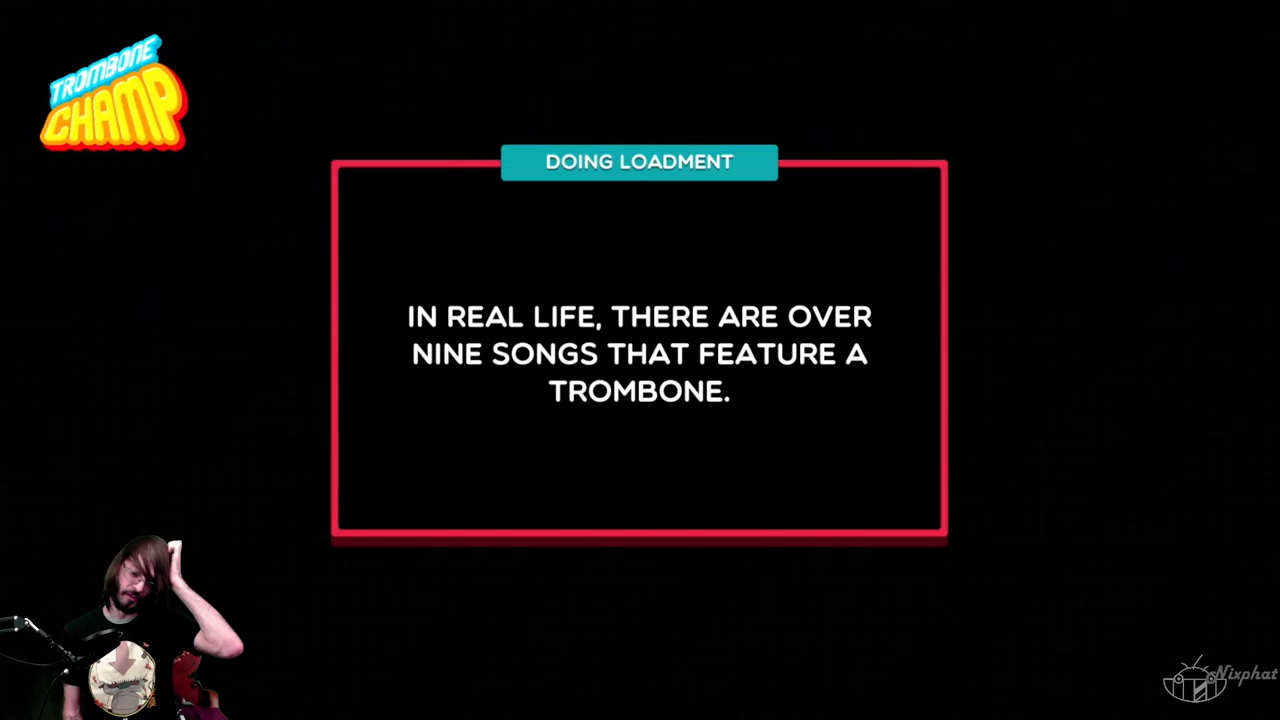 TROMBONE
CHAMP
DOING LOADMENT
IN REAL LIFE, THERE ARE OVER
NINE SONGS THAT FEATURE A
TROMBONE.
Nixphat